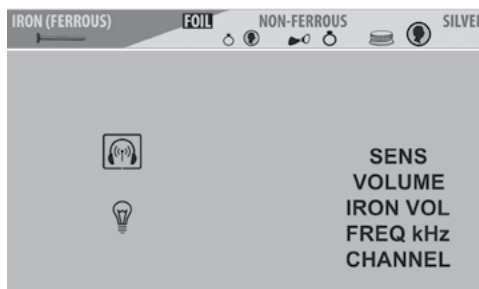 IRON (FERROUS) FOIL NON-FERROUS SILVE
SENS
VOLUME
IRON VOL
FREQ kHz
CHANNEL